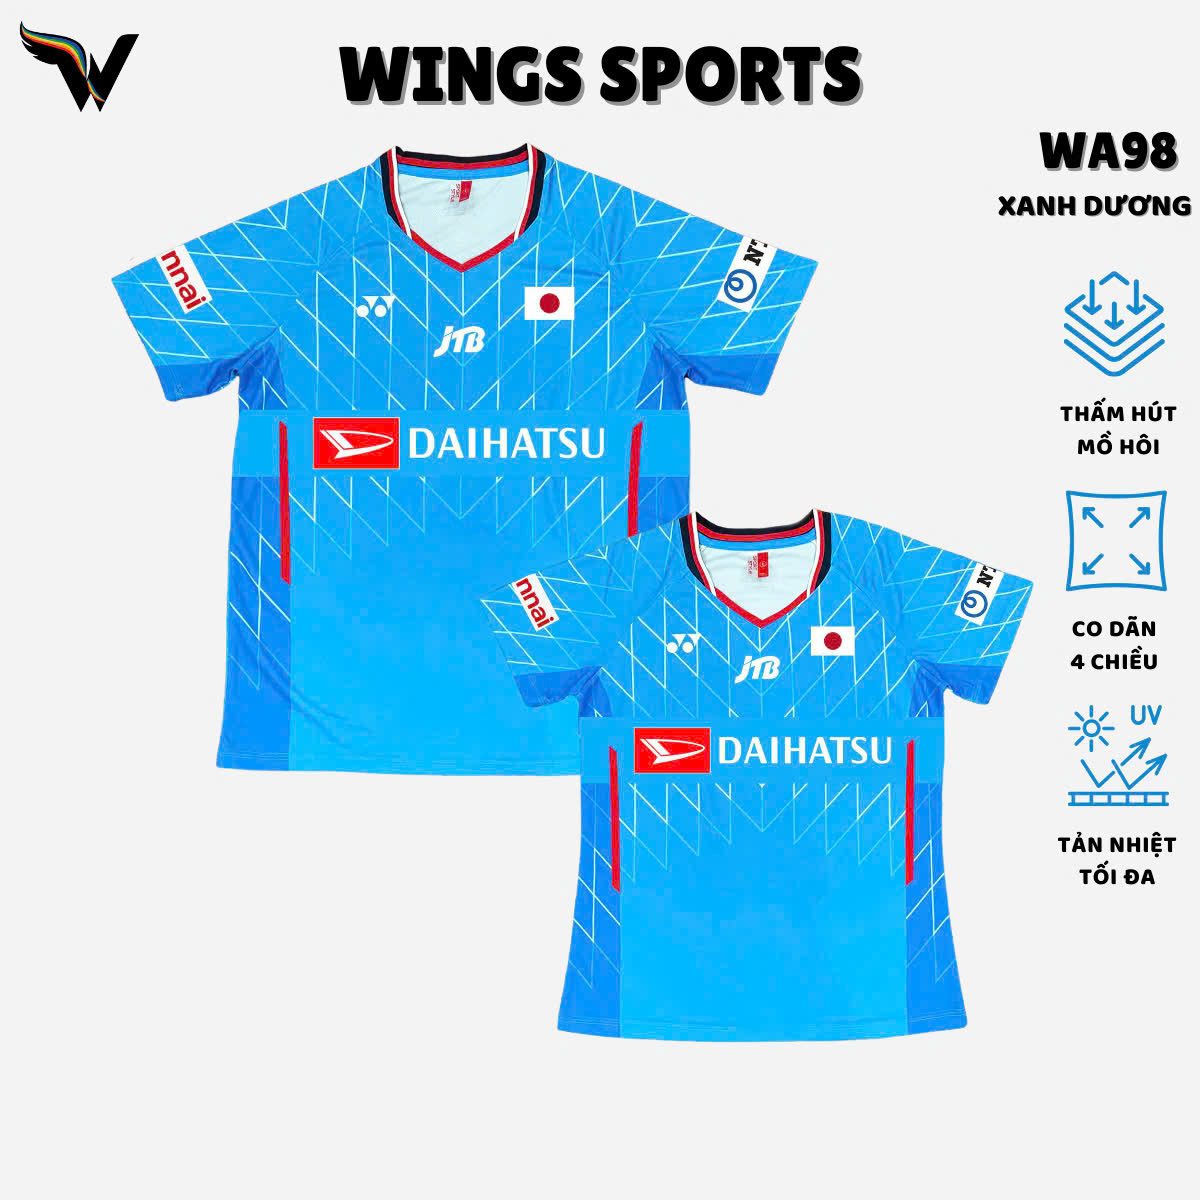 W
WINGS SPORTS
WA98
XANH DƯƠNG
nnai
NT
JTB
DAIHATSU
THẤM HÚT
MỒ HÔI
nnai
JTB
DAIHATSU
CO DÃN
4 CHIỀU
UV
TẢN NHIỆT
TỐI ĐA